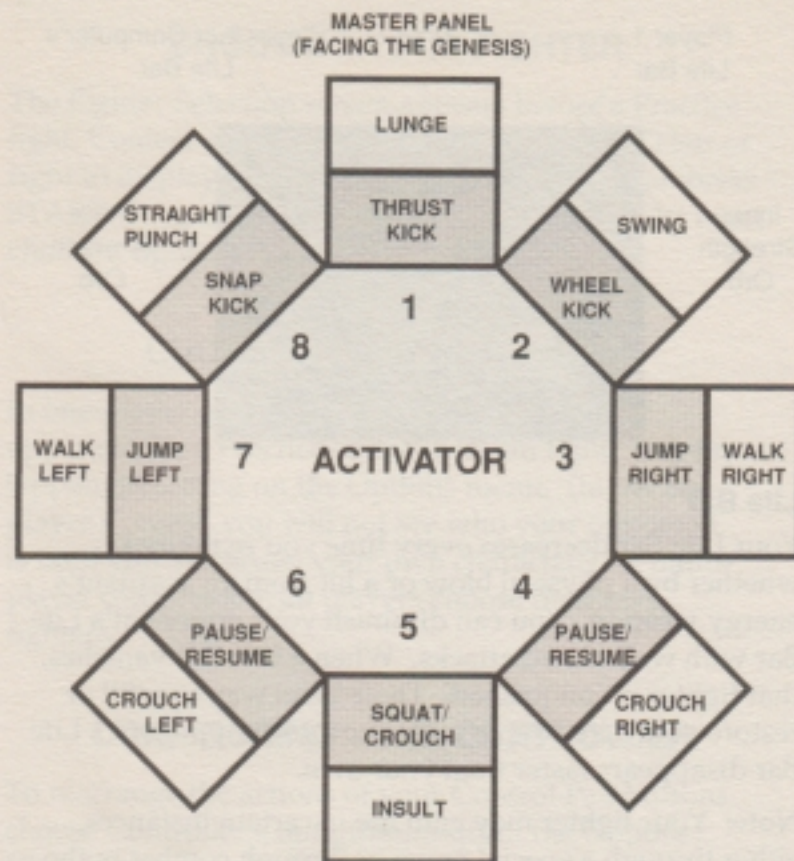 MASTER PANEL
(FACING THE GENESIS)
LUNGE
THRUST
KICK
STRAIGHT
PUNCH
SNAP
KICK
SWING
WHEEL
KICK
1
8
2
WALK
LEFT
JUMP
LEFT
7
ACTIVATOR
3
JUMP
RIGHT
WALK
RIGHT
6
5
4
PAUSE/
RESUME
CROUCH
LEFT
SQUAT/
CROUCH
INSULT
PAUSE/
RESUME
CROUCH
RIGHT